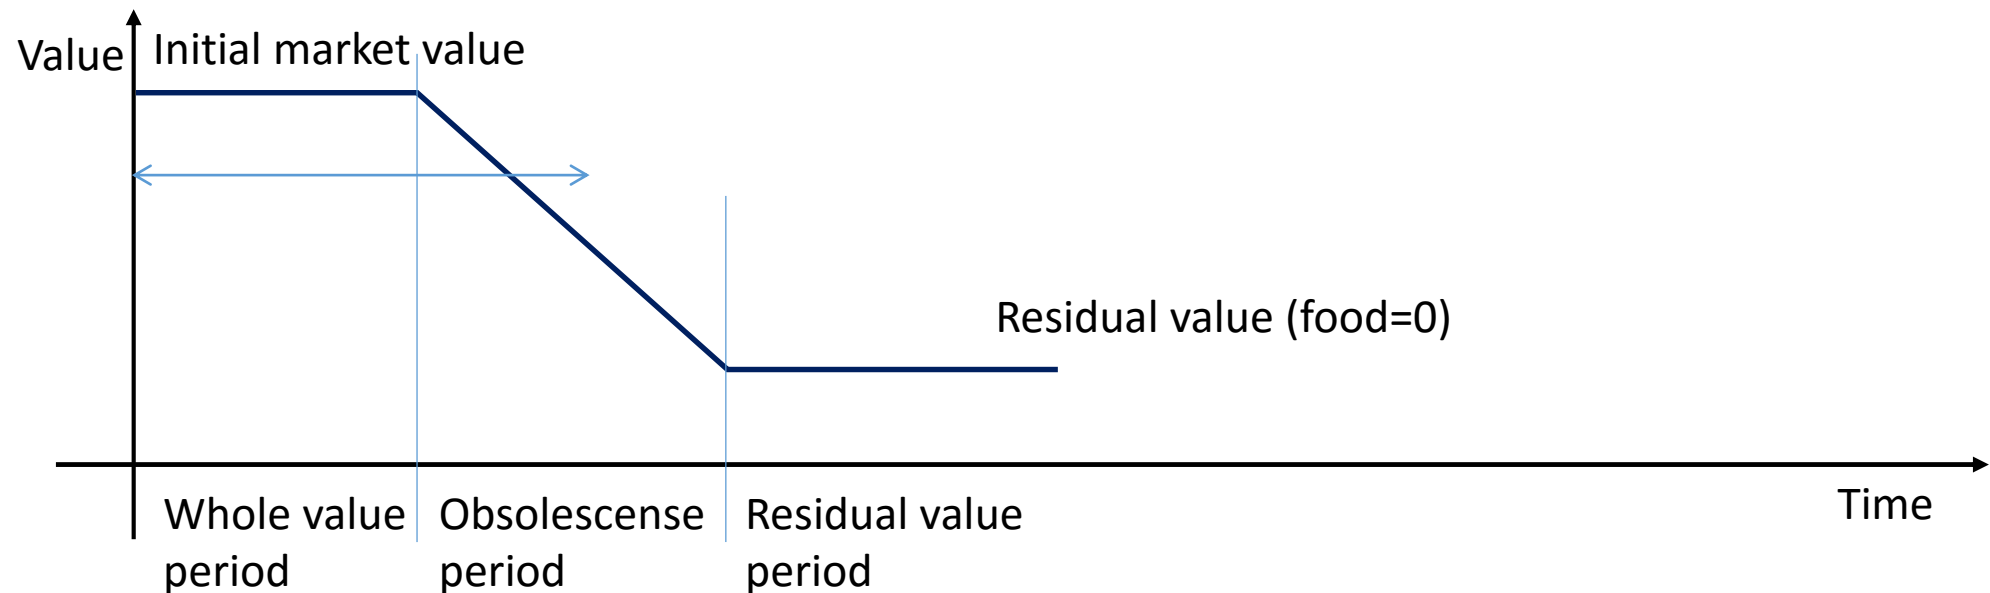 Value
Initial market value
Residual value (food=0)
Time
Whole value
period
Obsolescense
period
Residual value
period